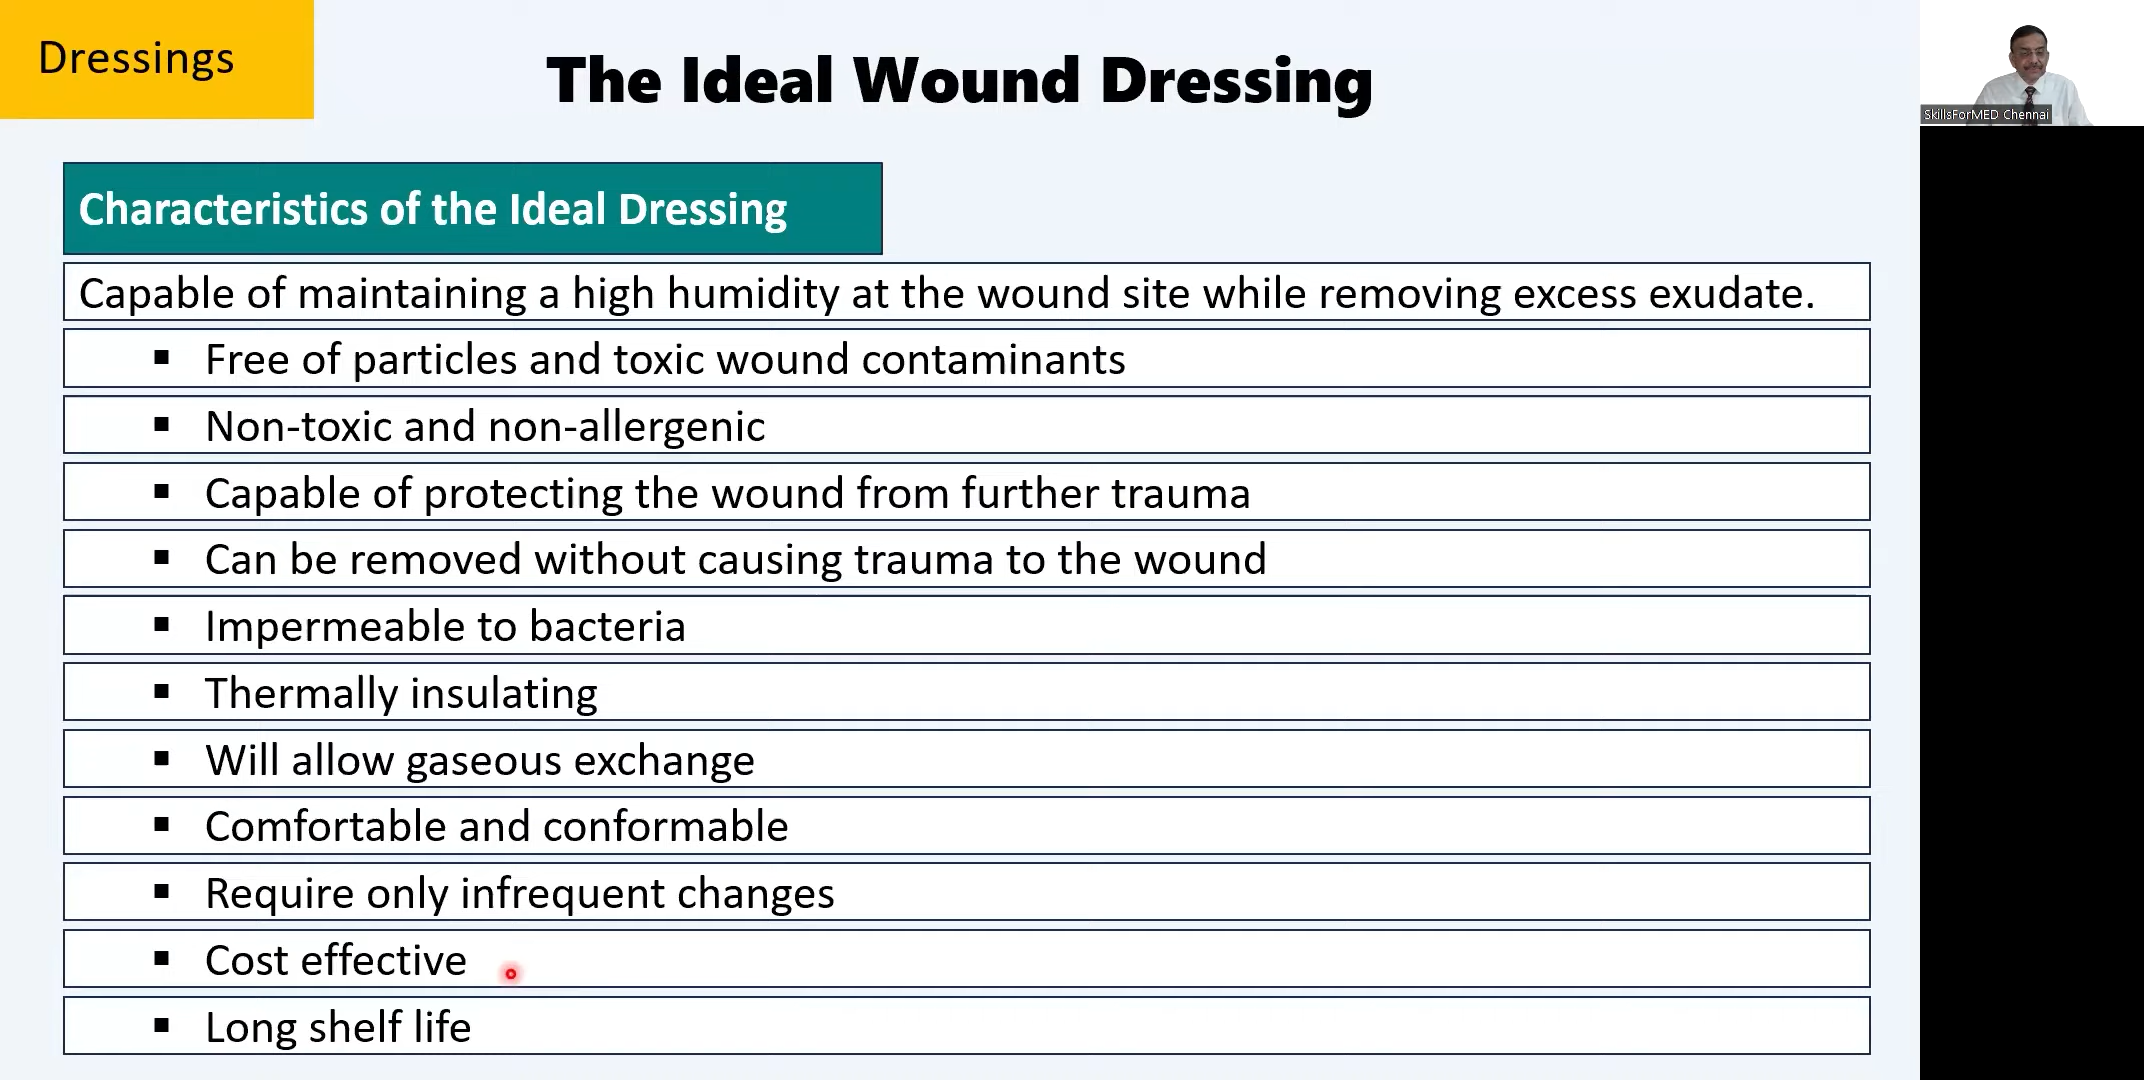 Dressings
The Ideal Wound Dressing
SkillsForMED Chennai
Characteristics of the Ideal Dressing
Capable of maintaining a high humidity at the wound site while removing excess exudate.
▪ Free of particles and toxic wound contaminants
▪ Non-toxic and non-allergenic
▪ Capable of protecting the wound from further trauma
▪ Can be removed without causing trauma to the wound
▪ Impermeable to bacteria
▪ Thermally insulating
▪ Will allow gaseous exchange
▪ Comfortable and conformable
▪ Require only infrequent changes
▪ Cost effective
▪ Long shelf life